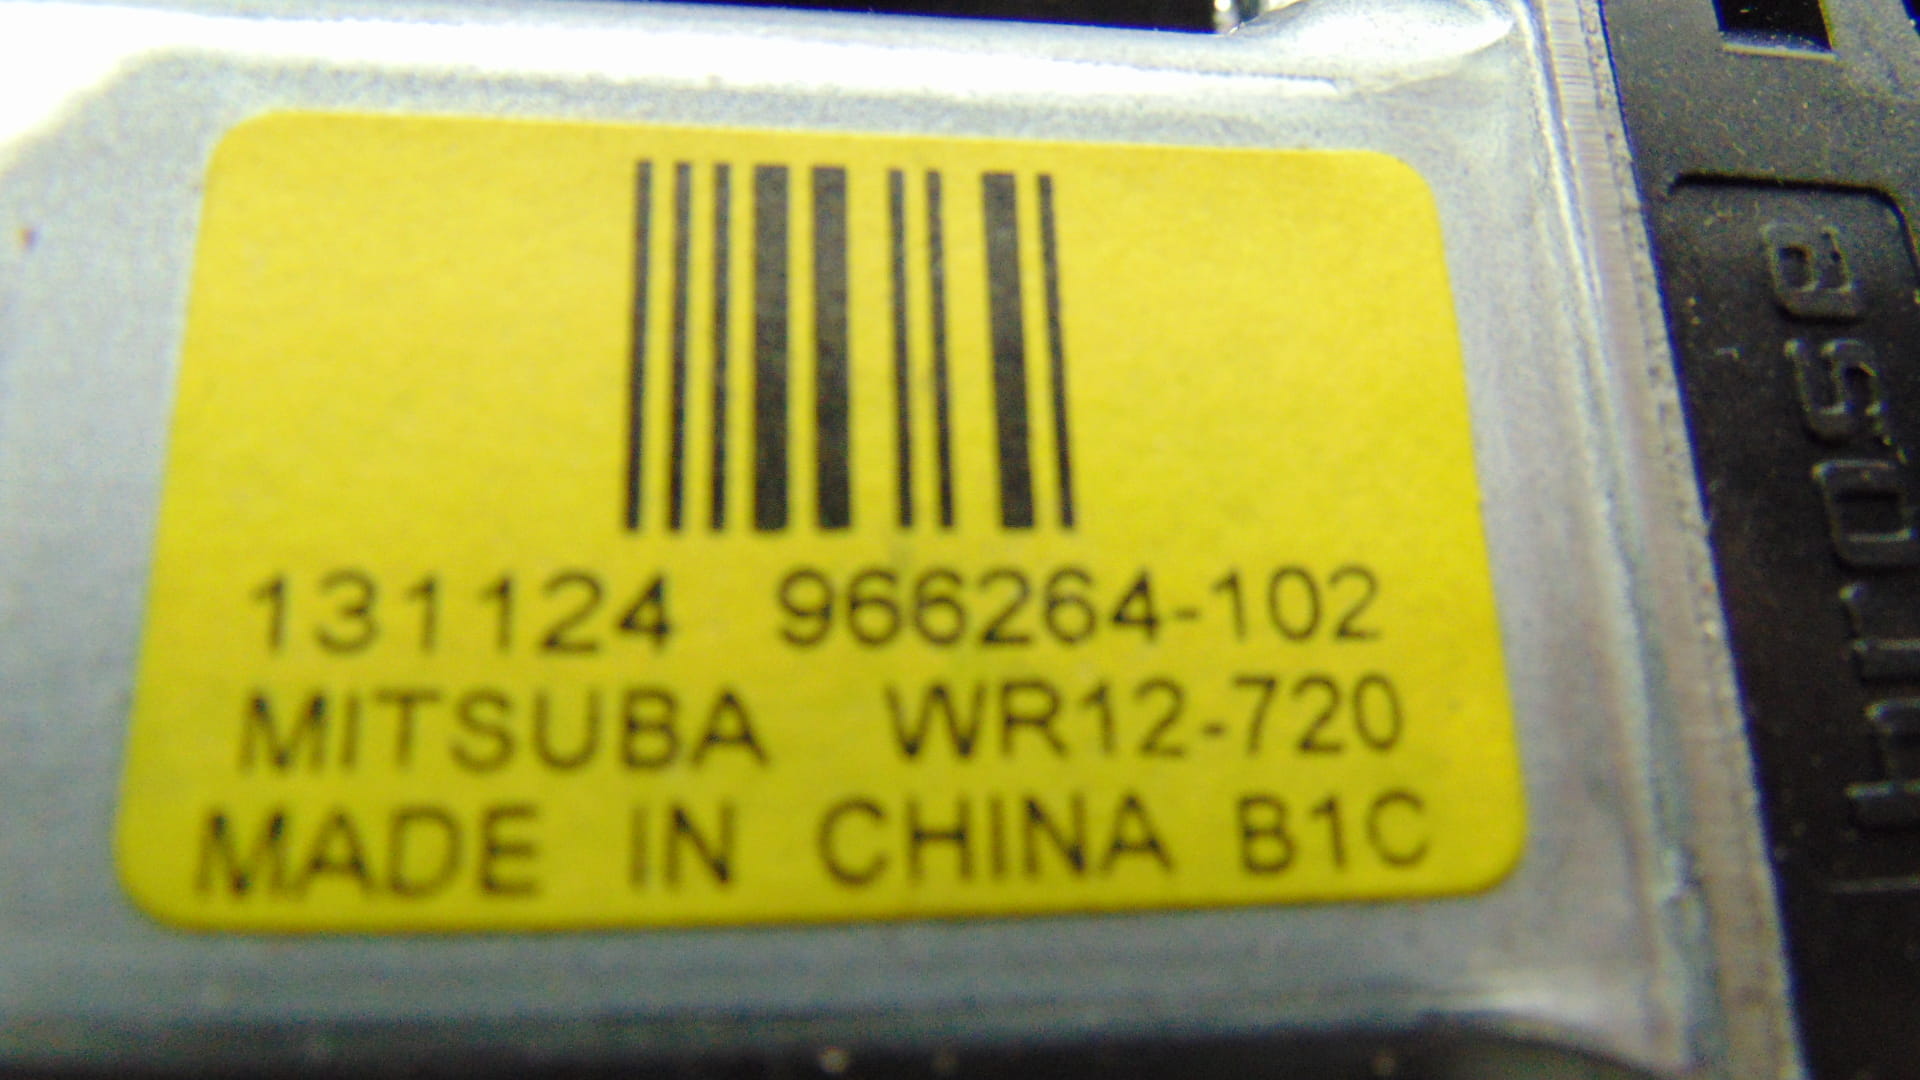 131124 966264-102
MITSUBA WR12-720
MADE IN CHINA B1C